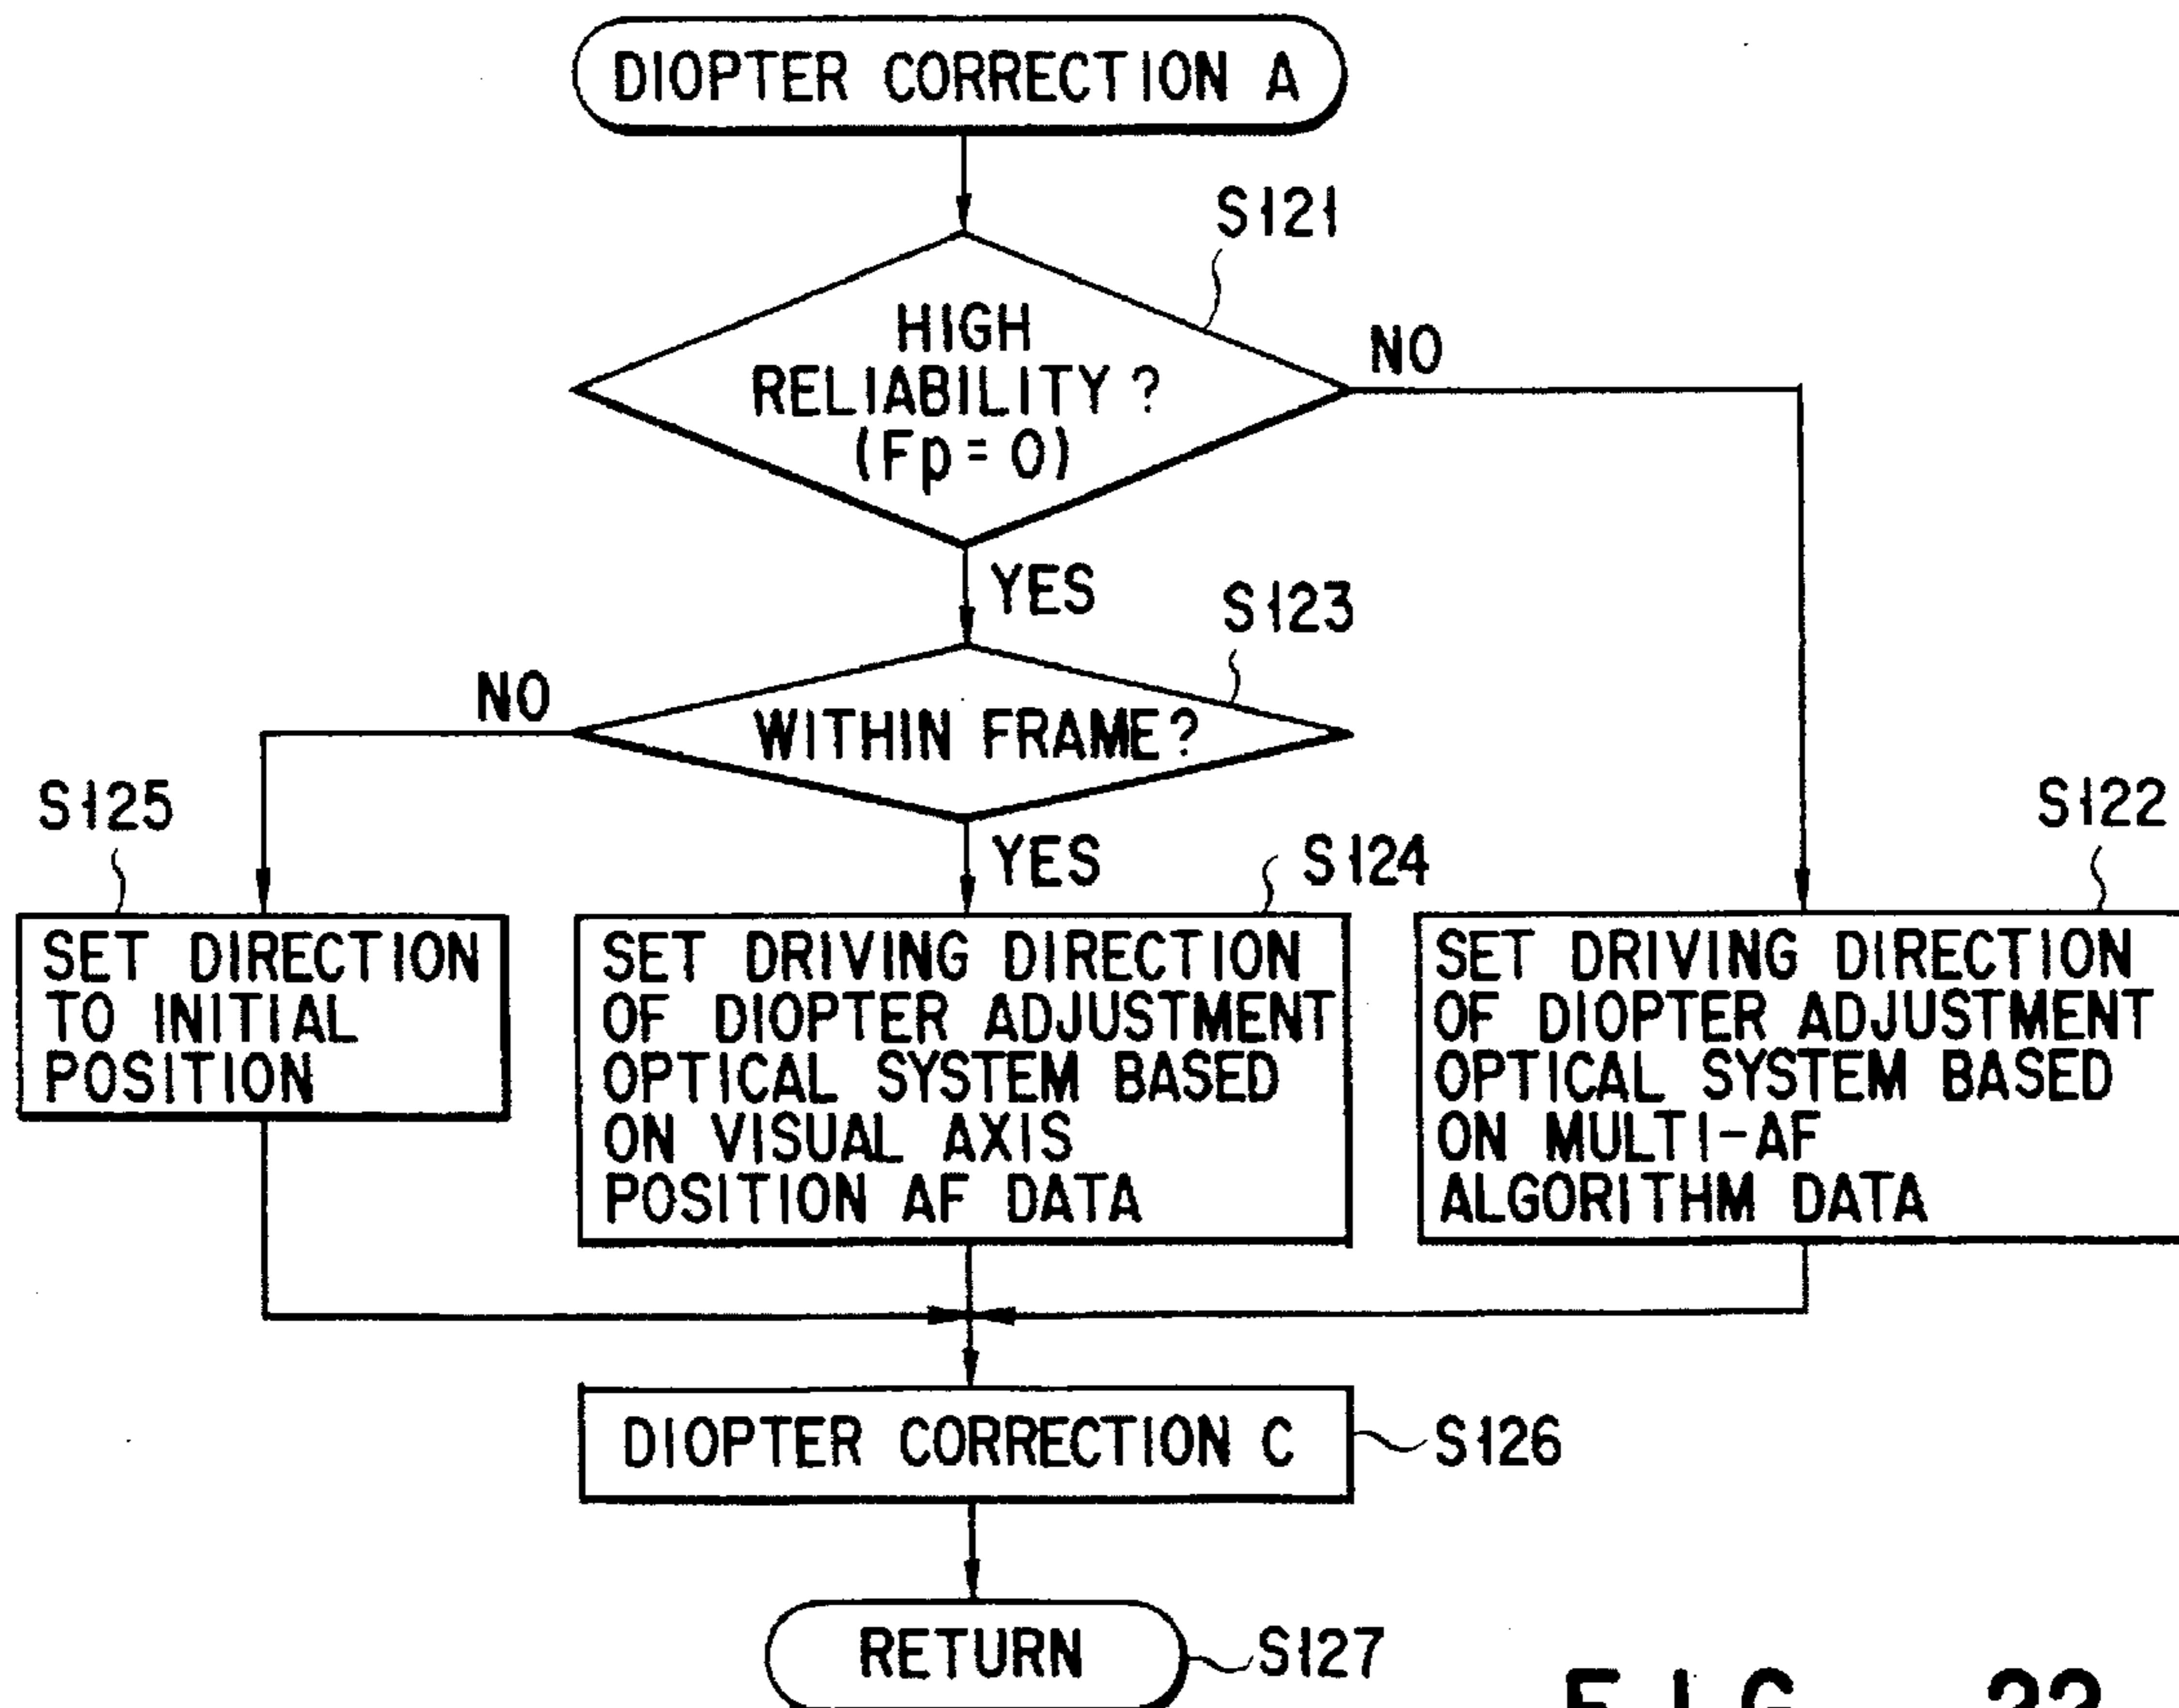 DIOPTER CORRECTION A
S121
HIGH
RELIABILITY?
(Fp=0)
NO
YES
S123
WITHIN FRAME?
NO
YES
S125
SET DIRECTION
TO INITIAL
POSITION
S124
SET DRIVING DIRECTION
OF DIOPTER ADJUSTMENT
OPTICAL SYSTEM BASED
ON VISUAL AXIS
POSITION AF DATA
S122
SET DRIVING DIRECTION
OF DIOPTER ADJUSTMENT
OPTICAL SYSTEM BASED
ON MULTI-AF
ALGORITHM DATA
DIOPTER CORRECTION C
S126
RETURN
S127
FIG.